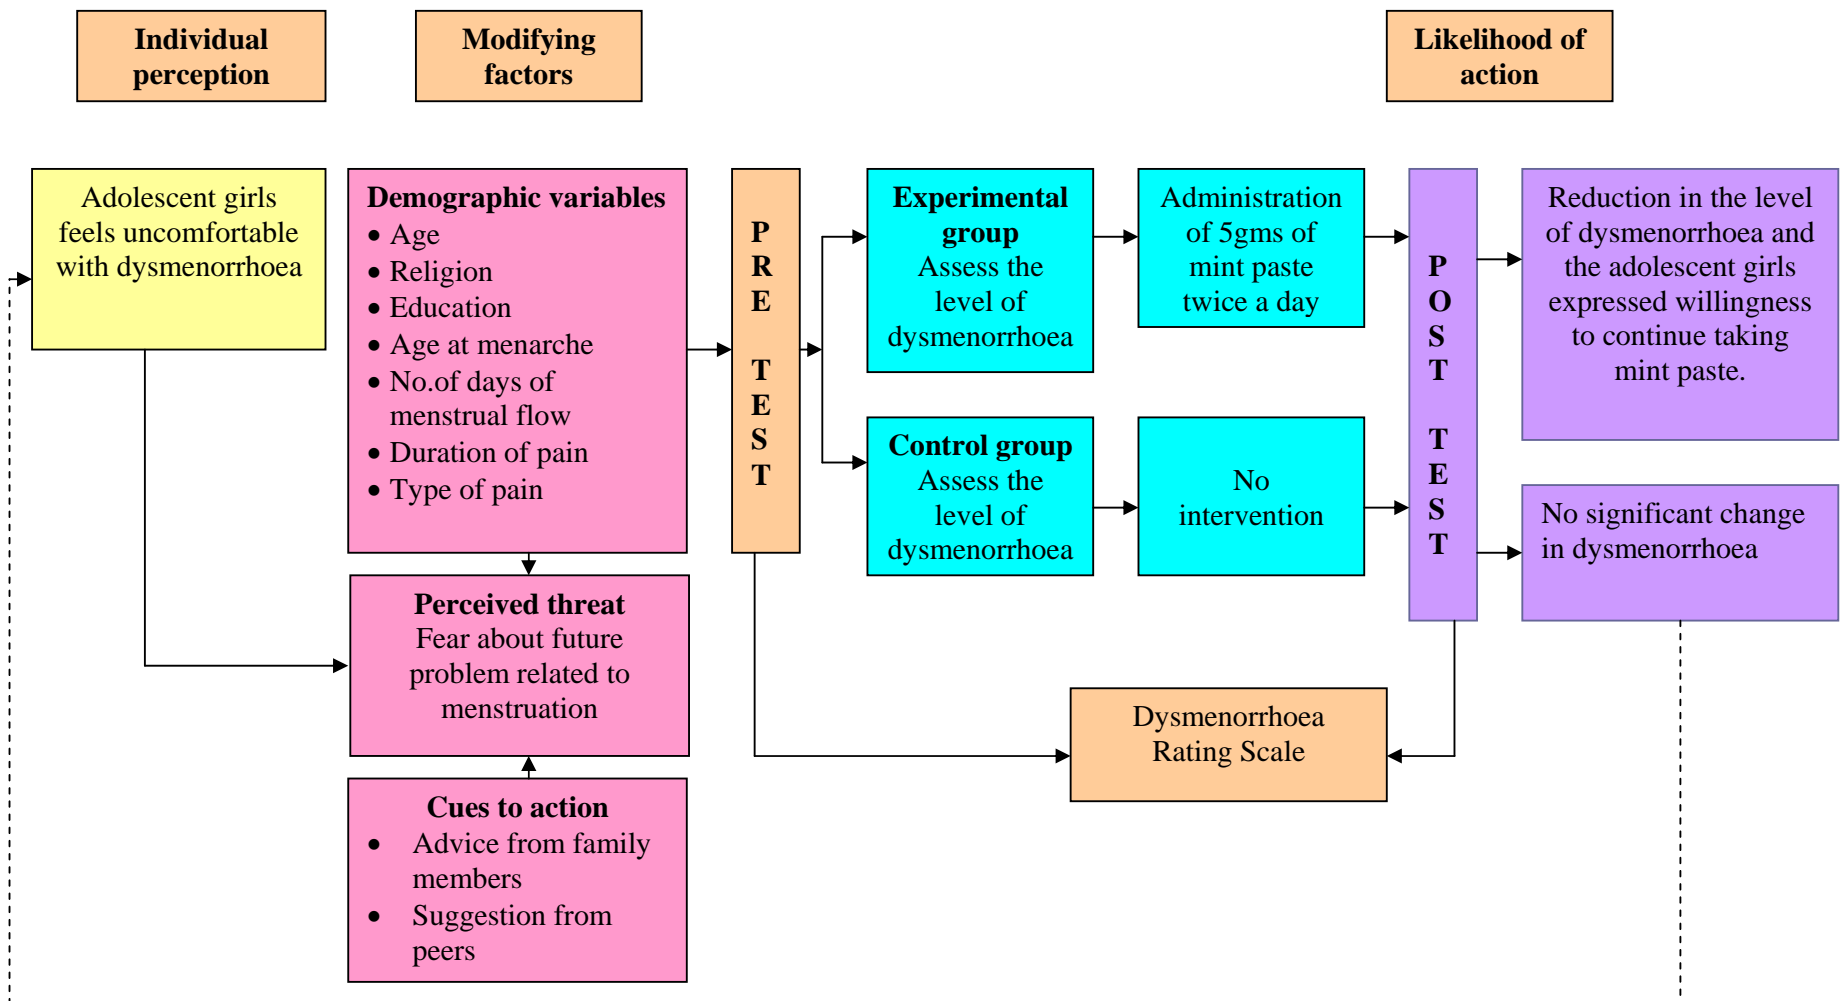 Individual
perception
Modifying
factors
Likelihood of
action
Adolescent girls
feels uncomfortable
with dysmenorrhoea
Demographic variables
• Age
• Religion
• Education
• Age at menarche
• No.of days of
menstrual flow
• Duration of pain
• Type of pain
Perceived threat
Fear about future
problem related to
menstruation
Cues to action
• Advice from family
members
• Suggestion from
peers
P
R
E
T
E
S
T
Experimental
group
Assess the
level of
dysmenorrhoea
Control group
Assess the
level of
dysmenorrhoea
Administration
of 5gms of
mint paste
twice a day
No
intervention
Dysmenorrhoea
Rating Scale
P
O
S
T
T
E
S
T
Reduction in the level
of dysmenorrhoea and
the adolescent girls
expressed willingness
to continue taking
mint paste.
No significant change
in dysmenorrhoea